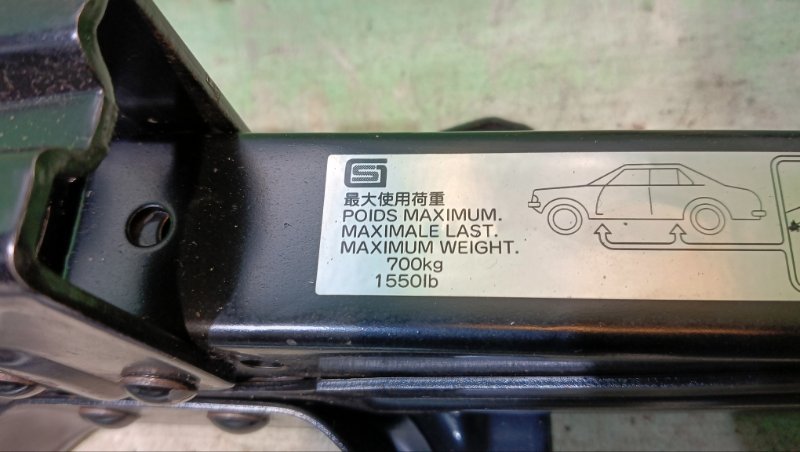 最大使用荷重
POIDS MAXIMUM.
MAXIMALE LAST.
MAXIMUM WEIGHT.
700kg
1550lb